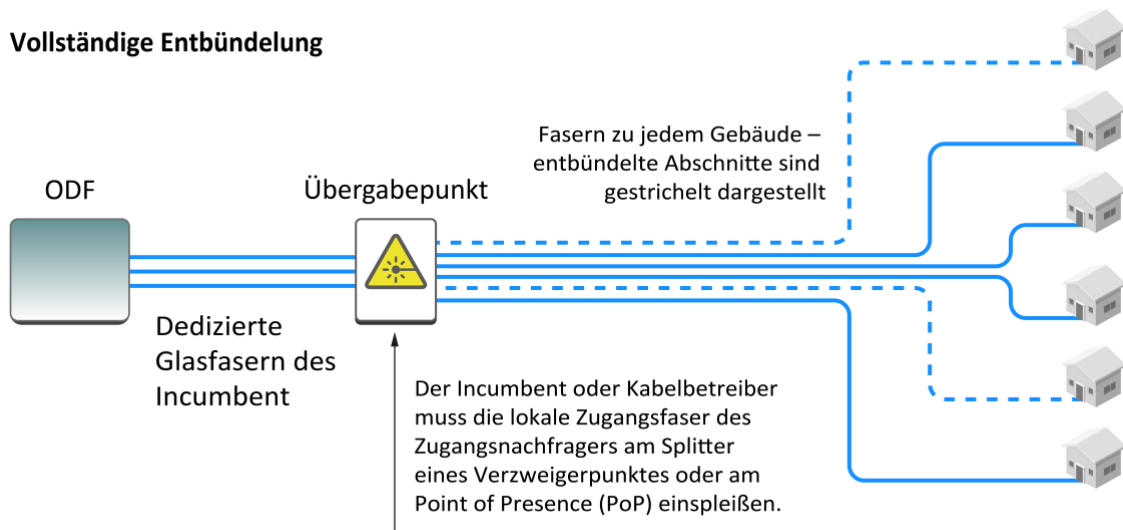 Vollständige Entbündelung
Fasern zu jedem Gebäude –
entbündelte Abschnitte sind
gestrichelt dargestellt
ODF
Übergabepunkt
Dedizierte
Glasfasern des
Incumbent
Der Incumbent oder Kabelbetreiber
muss die lokale Zugangsfaser des
Zugangsnachfragers am Splitter
eines Verzweigerpunktes oder am
Point of Presence (PoP) einspleißen.